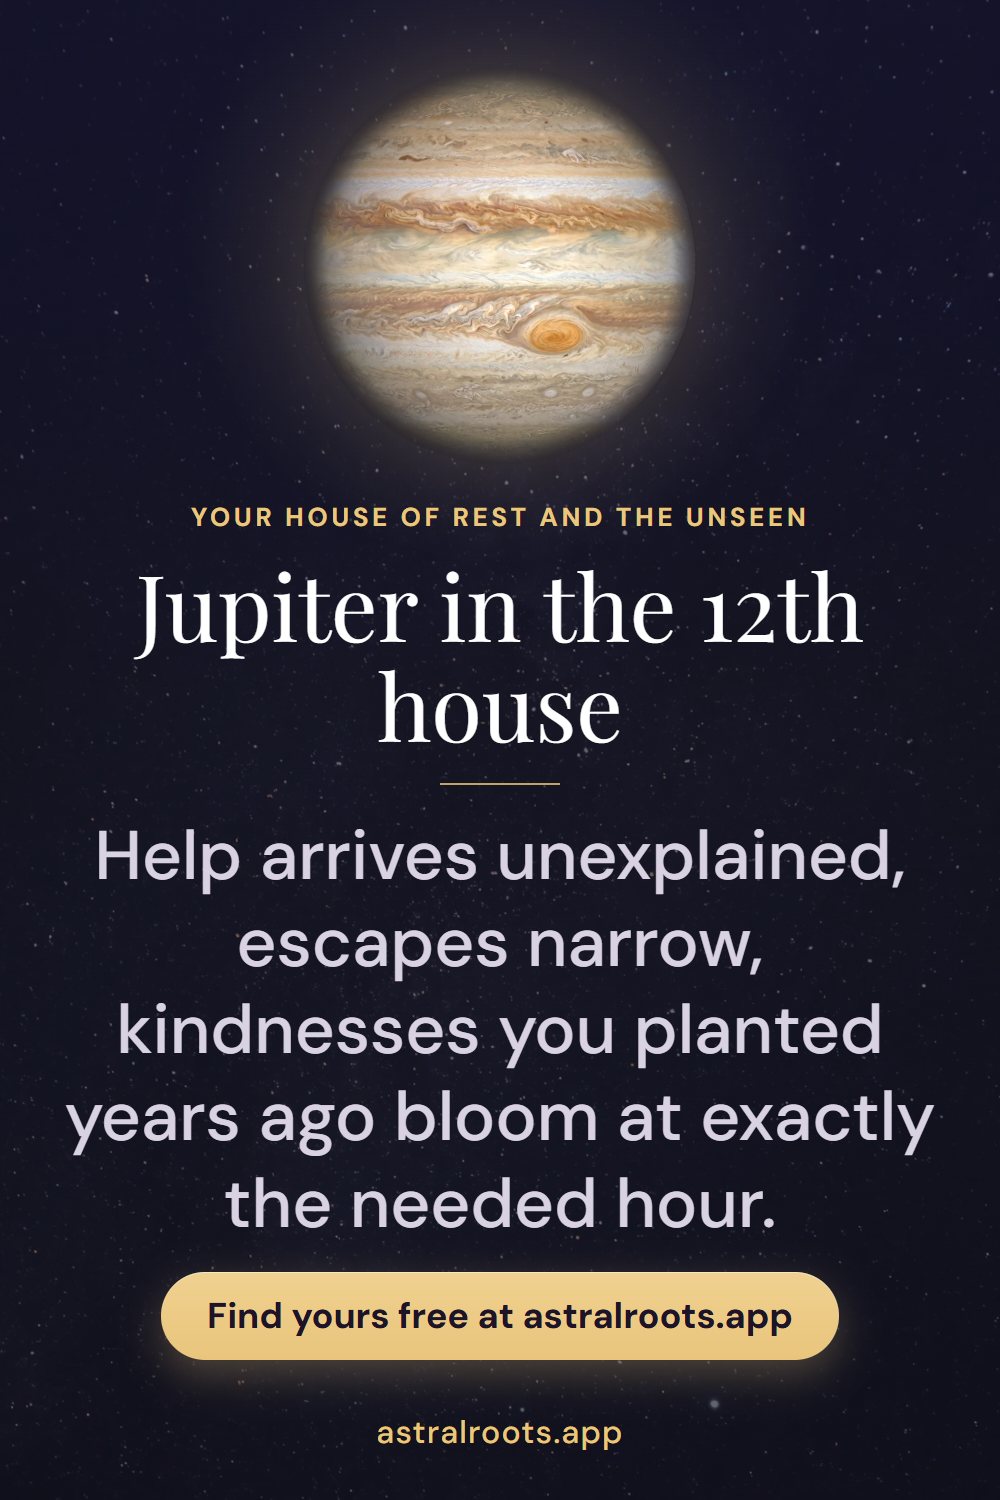 YOUR HOUSE OF REST AND THE UNSEEN
Jupiter in the 12th
house
Help arrives unexplained,
escapes narrow,
kindnesses you planted
years ago bloom at exactly
the needed hour.
Find yours free at astralroots.app
astralroots.app